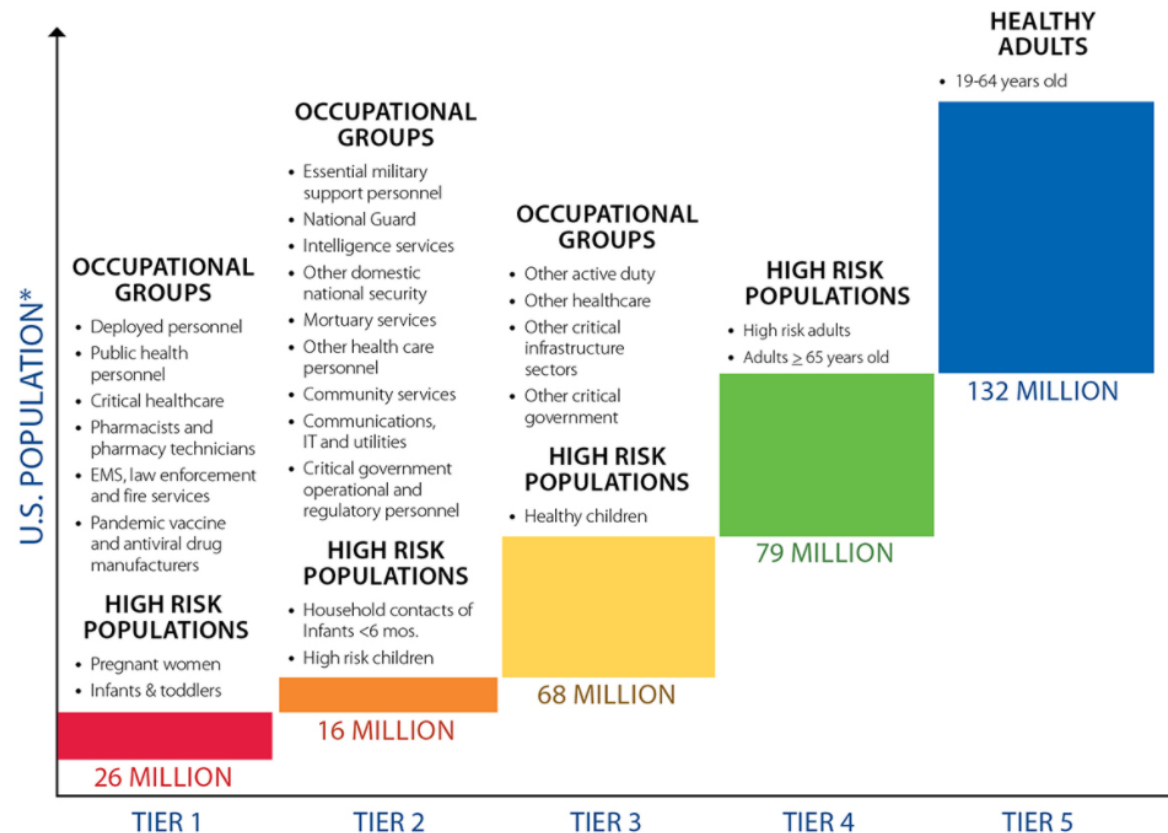 U.S. POPULATION*
OCCUPATIONAL
GROUPS
• Deployed personnel
• Public health
personnel
• Critical healthcare
• Pharmacists and
pharmacy technicians
• EMS, law enforcement
and fire services
• Pandemic vaccine
and antiviral drug
manufacturers
HIGH RISK
POPULATIONS
• Pregnant women
• Infants & toddlers
26 MILLION
TIER 1
OCCUPATIONAL
GROUPS
• Essential military
support personnel
• National Guard
• Intelligence services
• Other domestic
national security
• Mortuary services
• Other health care
personnel
• Community services
• Communications,
IT and utilities
• Critical government
operational and
regulatory personnel
HIGH RISK
POPULATIONS
• Household contacts of
Infants <6 mos.
• High risk children
16 MILLION
TIER 2
OCCUPATIONAL
GROUPS
• Other active duty
• Other healthcare
• Other critical
infrastructure
sectors
• Other critical
government
HIGH RISK
POPULATIONS
• Healthy children
68 MILLION
TIER 3
HIGH RISK
POPULATIONS
• High risk adults
• Adults ≥ 65 years old
79 MILLION
TIER 4
HEALTHY
ADULTS
• 19-64 years old
132 MILLION
TIER 5